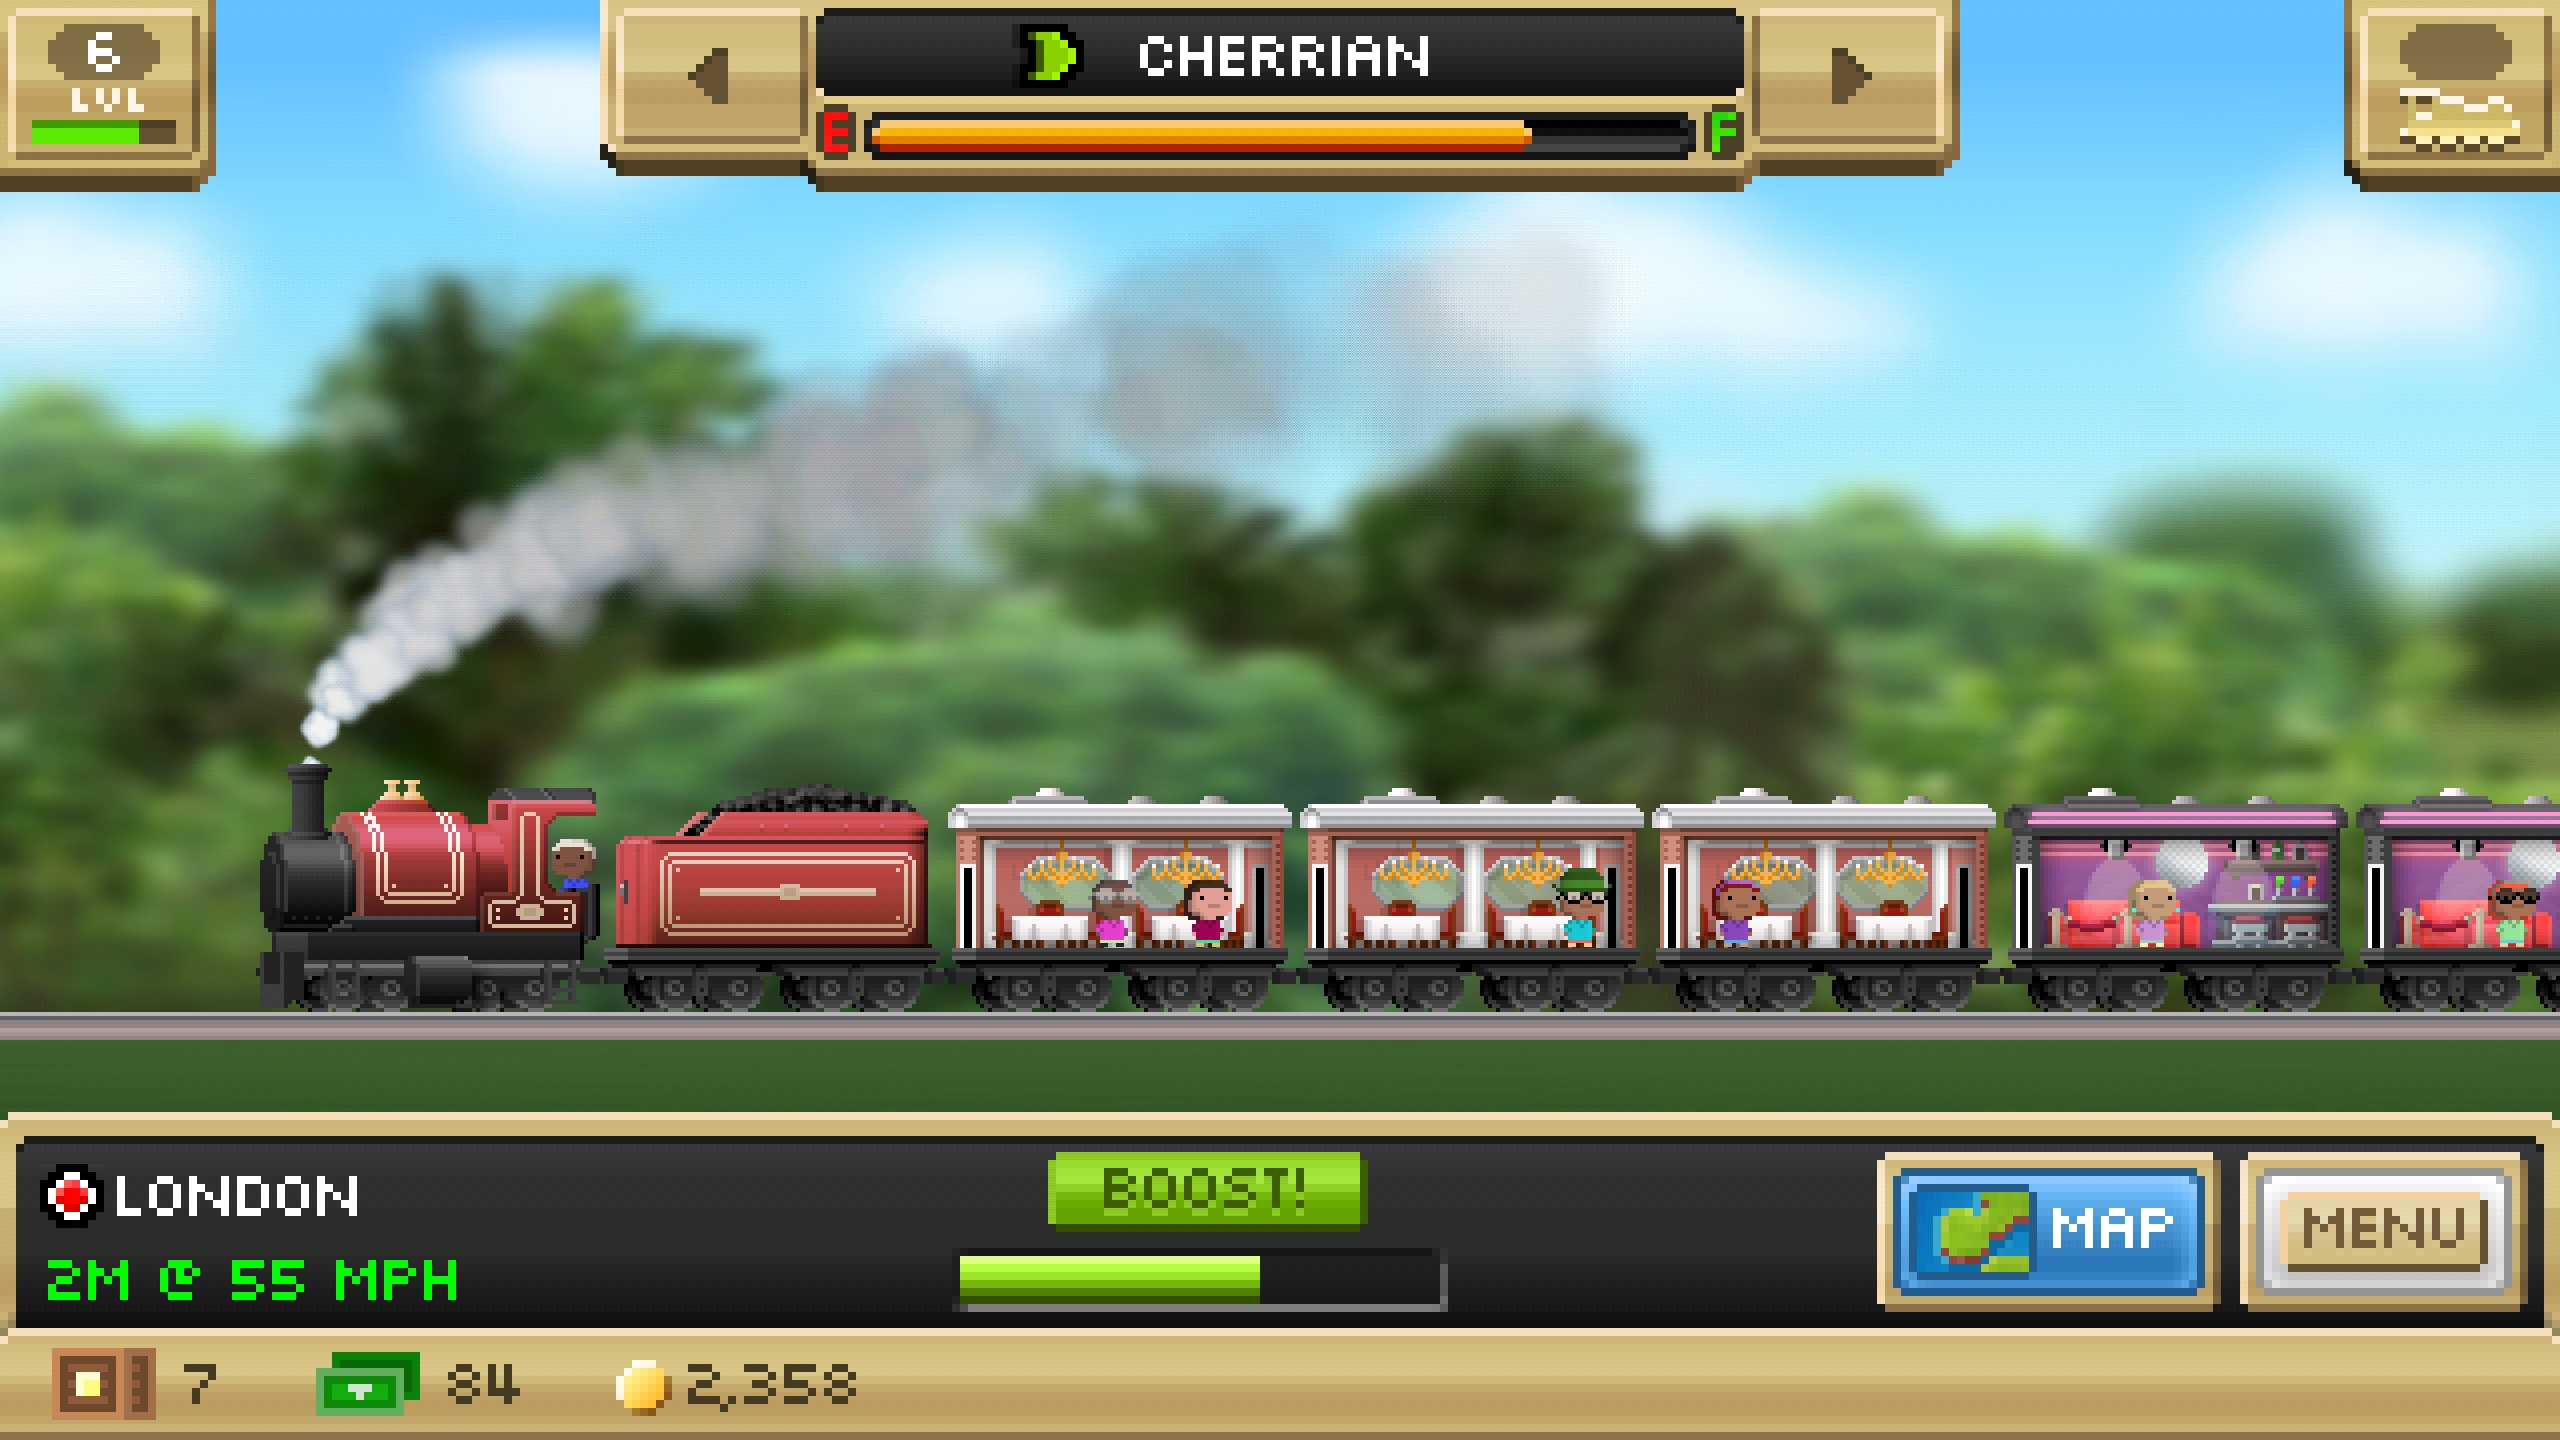 6
LVL
CHERRIAN
E F
LONDON
2M @ 55 MPH
BOOST!
MAP
MENU
7 84 2,358